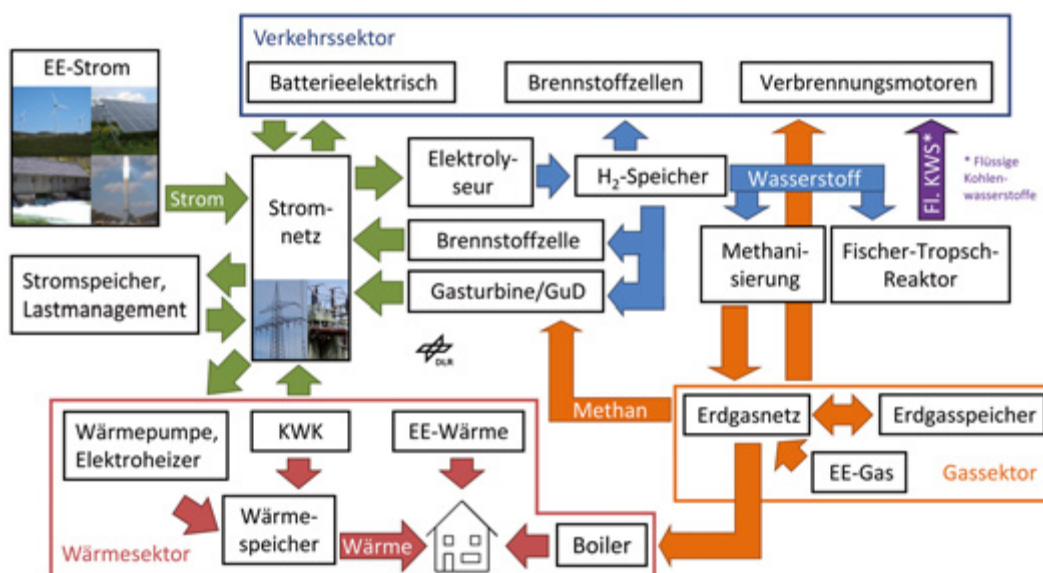 Verkehrssektor
EE-Strom
Batterieelektrisch
Brennstoffzellen
Verbrennungsmotoren
Strom
Strom-
netz
Elektroly-
seur
H₂-Speicher
Wasserstoff
Fl. KWS*
* Flüssige
Kohlen-
wasserstoffe
Brennstoffzelle
Gasturbine/GuD
Methani-
sierung
Fischer-Tropsch-
Reaktor
Stromspeicher,
Lastmanagement
DLR
Methan
Erdgasnetz
Erdgasspeicher
EE-Gas
Gassektor
Wärmepumpe,
Elektroheizer
KWK
EE-Wärme
Wärme-
speicher
Wärme
Boiler
Wärmesektor